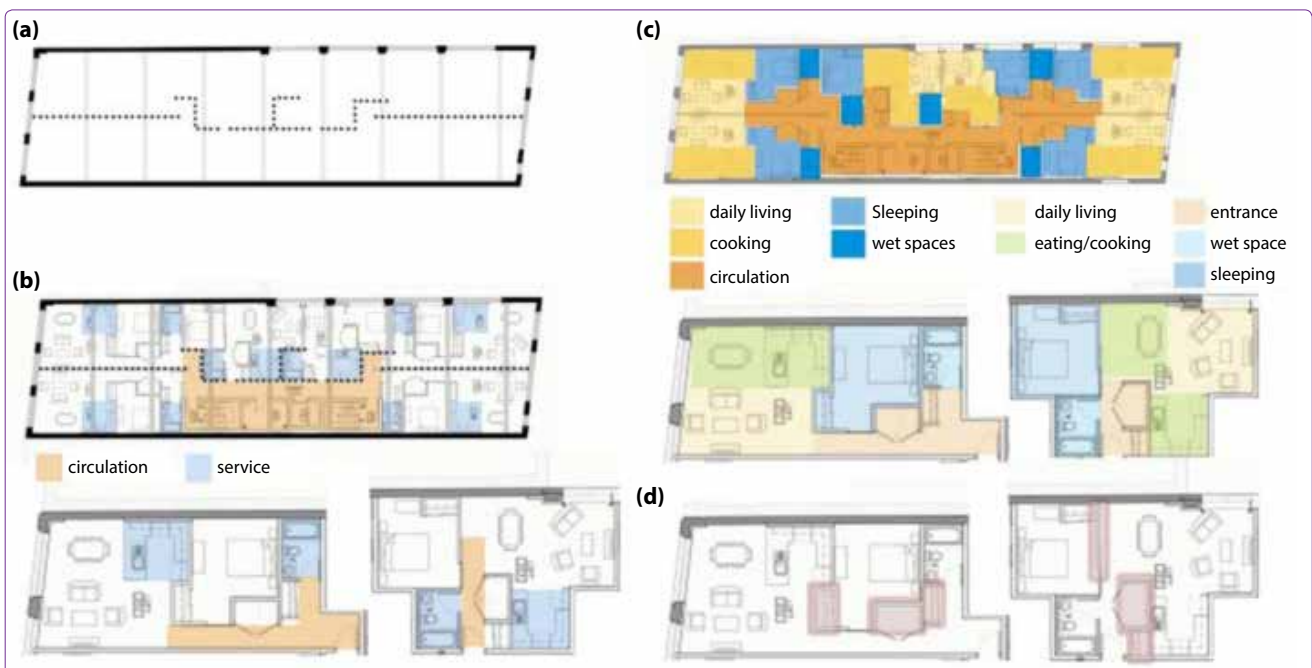 (a)
(b)
circulation
service
(c)
daily living
Sleeping
daily living
entrance
cooking
wet spaces
eating/cooking
wet space
circulation
sleeping
(d)